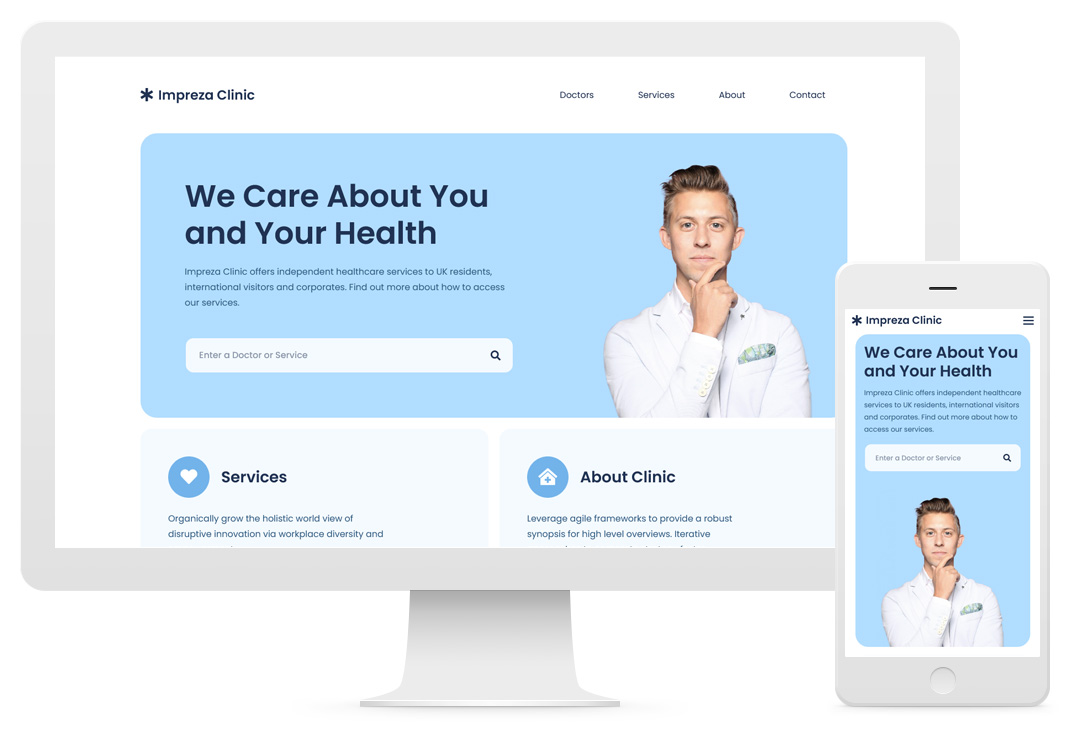 Impreza Clinic
Doctors Services About Contact
We Care About You
and Your Health
Impreza Clinic offers independent healthcare services to UK residents,
international visitors and corporates. Find out more about how to access
our services.
Enter a Doctor or Service
Services
Organically grow the holistic world view of
disruptive innovation via workplace diversity and
About Clinic
Leverage agile frameworks to provide a robust
synopsis for high level overviews. Iterative
Impreza Clinic
We Care About You
and Your Health
Impreza Clinic offers independent healthcare
services to UK residents, international visitors
and corporates. Find out more about how to
access our services.
Enter a Doctor or Service